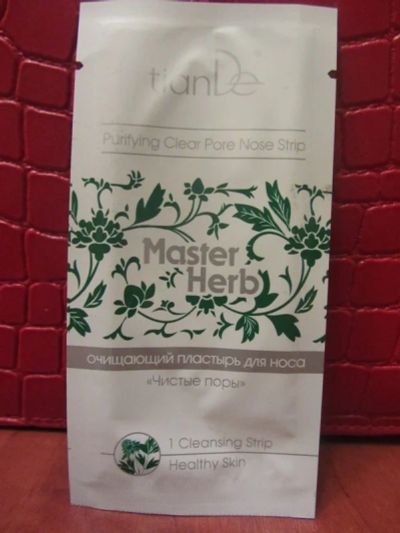 tianDe
Purifying Clear Pore Nose Strip
Master
Herb
очищающий пластырь для носа
«Чистые поры»
1 Cleansing Strip
Healthy Skin